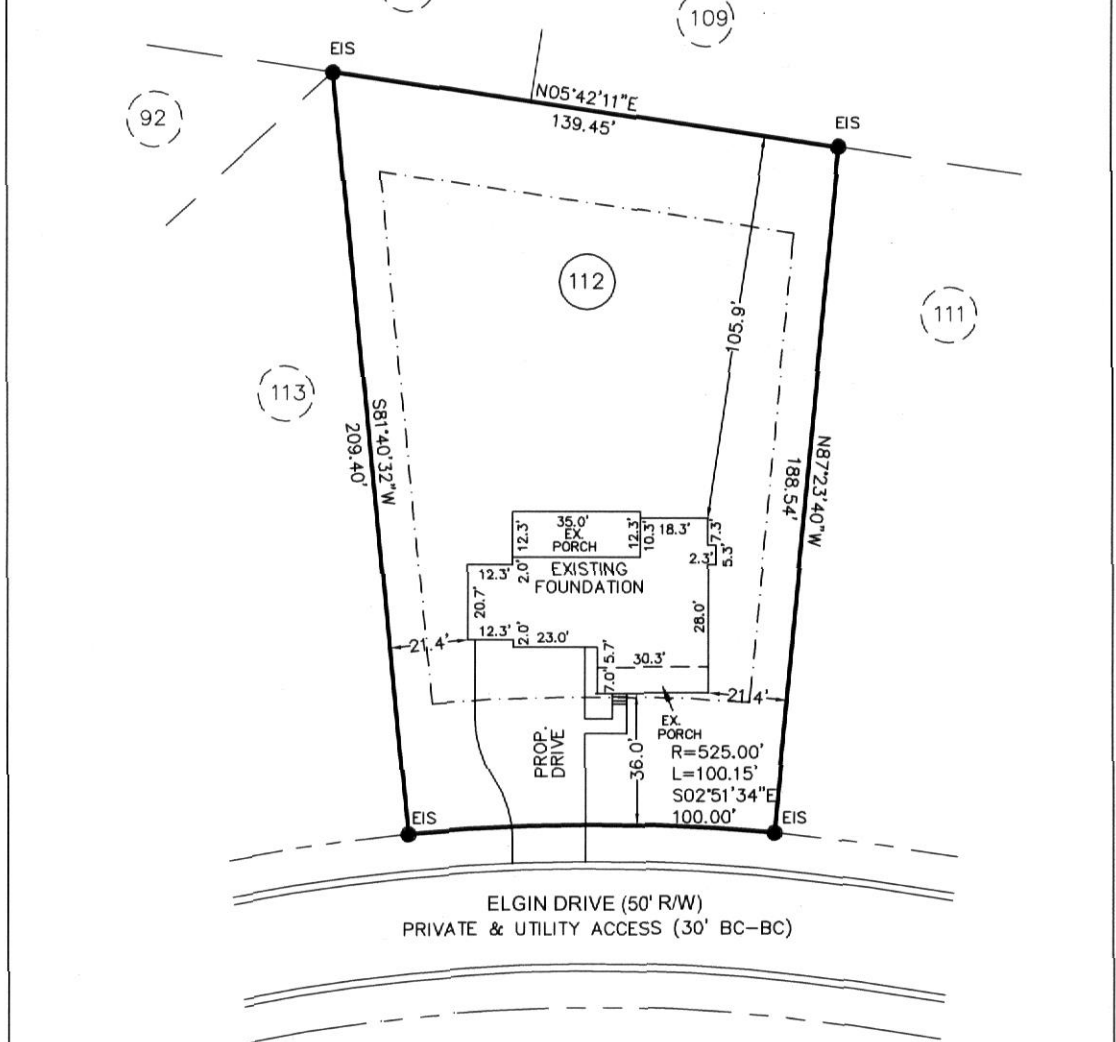 109
EIS
92
N05°42'11"E
139.45'
EIS
112
111
105.9'
113
S81°40'32"W
209.40'
N87°23'40"W
188.54'
35.0'
EX.
PORCH
12.3'
12.3'
10.3'
18.3'
7.3'
2.3'
5.3'
12.3'
2.0'
EXISTING
FOUNDATION
20.7'
28.0'
12.3'
2.0'
23.0'
5.7'
30.3'
21.4'
7.0'
21.4'
EX.
PORCH
PROP.
DRIVE
36.0'
R=525.00'
L=100.15'
S02°51'34"E
100.00'
EIS
EIS
ELGIN DRIVE (50' R/W)
PRIVATE & UTILITY ACCESS (30' BC-BC)